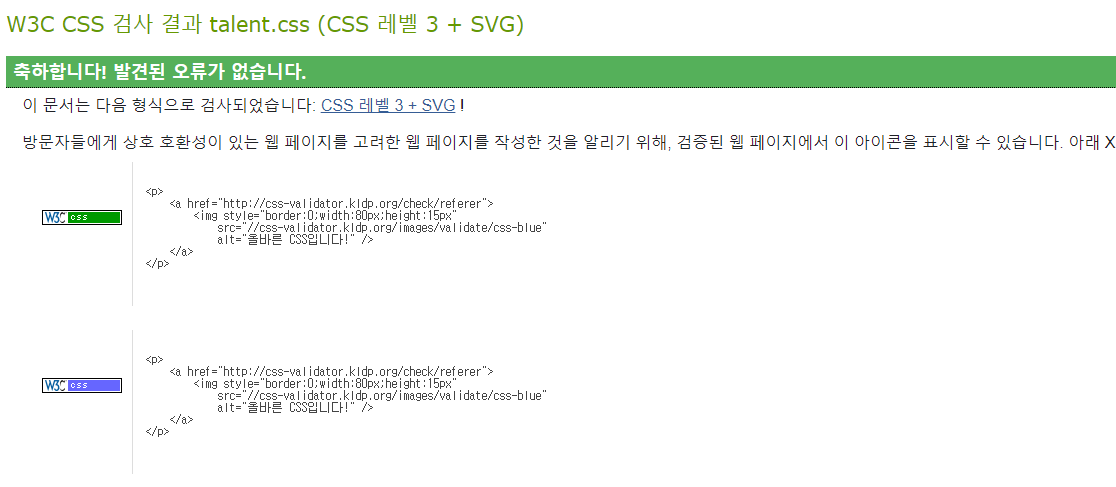 W3C CSS 검사 결과 talent.css (CSS 레벨 3 + SVG)
축하합니다! 발견된 오류가 없습니다.
이 문서는 다음 형식으로 검사되었습니다: CSS 레벨 3 + SVG !
방문자들에게 상호 호환성이 있는 웹 페이지를 고려한 웹 페이지를 작성한 것을 알리기 위해, 검증된 웹 페이지에서 이 아이콘을 표시할 수 있습니다. 아래 X
<p>
<a href="http://css-validator.kldp.org/check/referer">
W3C css
<img style="border:0;width:80px;height:15px"
src="//css-validator.kldp.org/images/validate/css-blue"
alt="올바른 CSS입니다!" />
</a>
</p>
<p>
<a href="http://css-validator.kldp.org/check/referer">
W3C css
<img style="border:0;width:80px;height:15px"
src="//css-validator.kldp.org/images/validate/css-blue"
alt="올바른 CSS입니다!" />
</a>
</p>